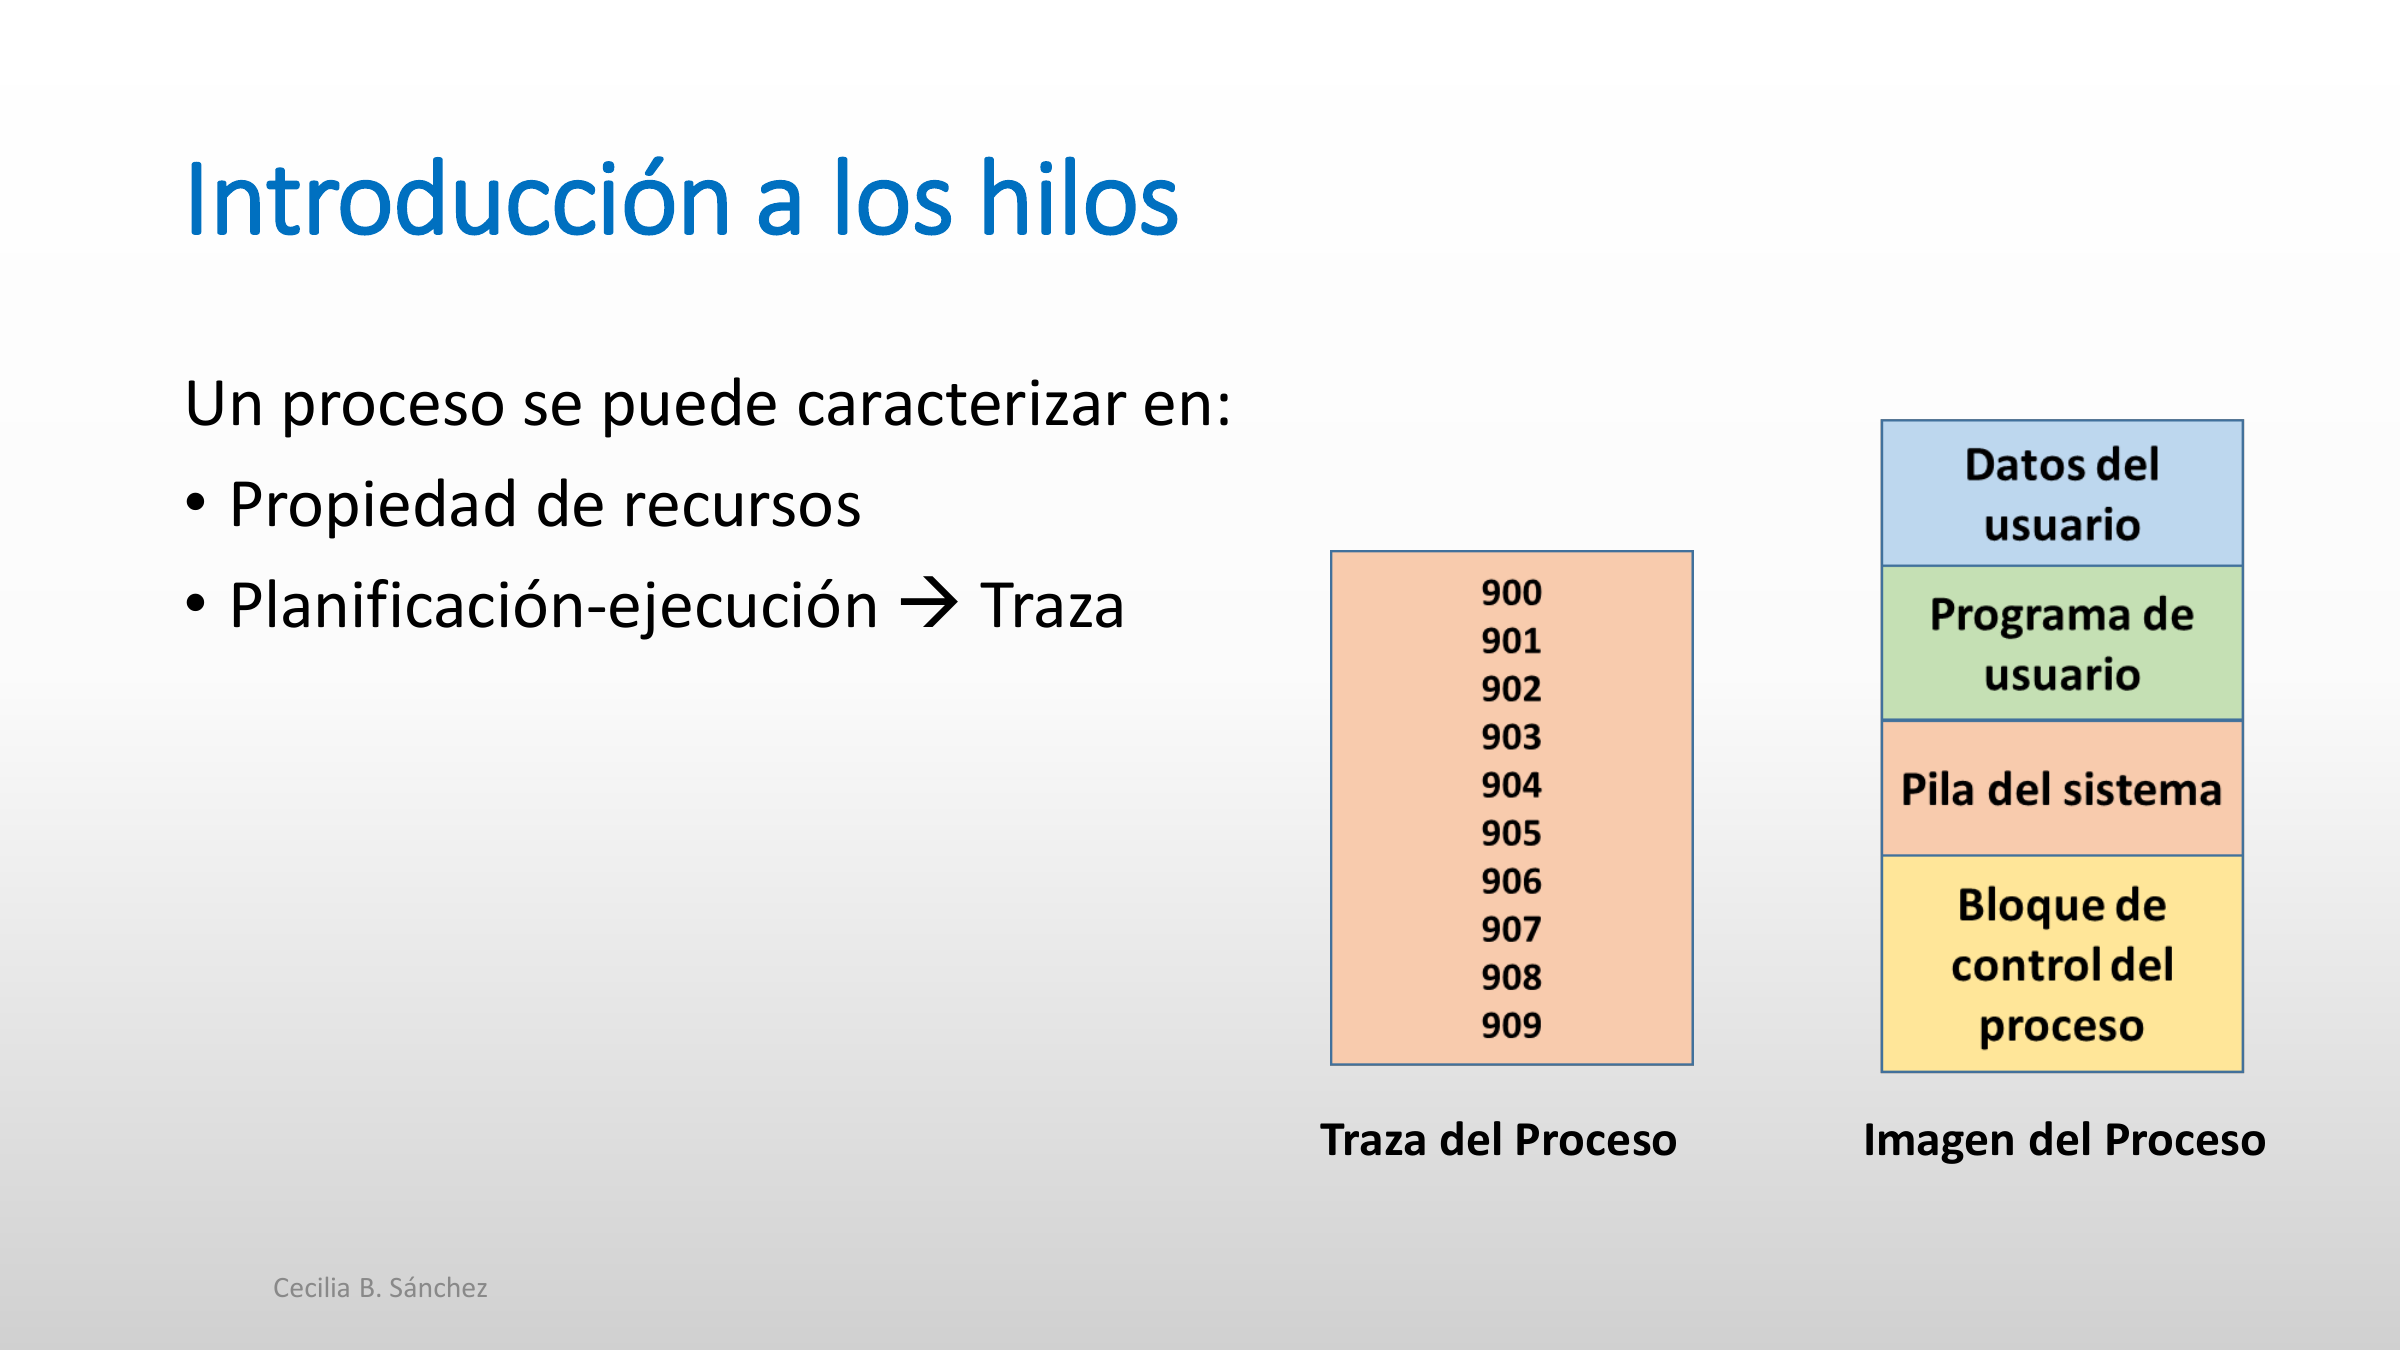 Introducción a los hilos
Un proceso se puede caracterizar en:
• Propiedad de recursos
• Planificación-ejecución → Traza
900
901
902
903
904
905
906
907
908
909
Traza del Proceso
Datos del
usuario
Programa de
usuario
Pila del sistema
Bloque de
control del
proceso
Imagen del Proceso
Cecilia B. Sánchez